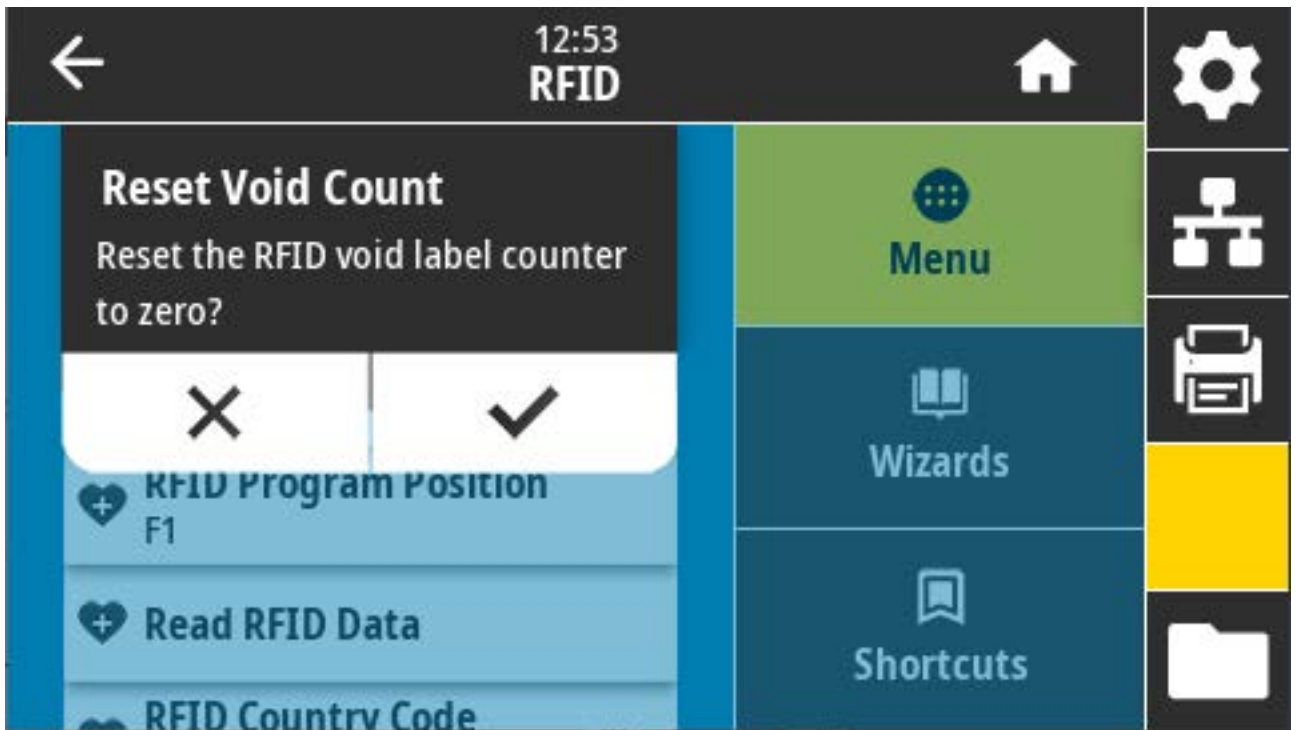 12:53
RFID
Reset Void Count
Reset the RFID void label counter
to zero?
RFID Program Position
F1
Read RFID Data
RFID Country Code
Menu
Wizards
Shortcuts